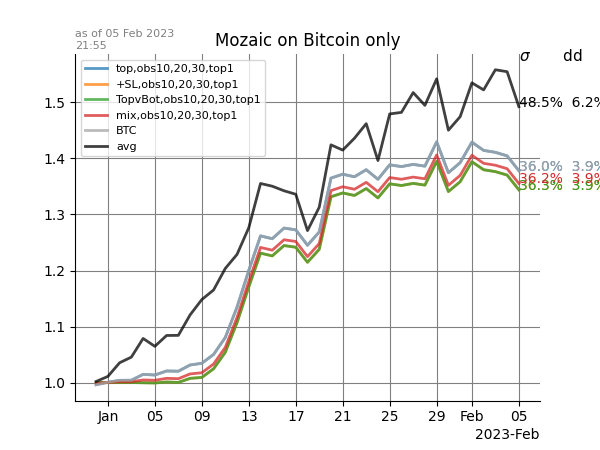 as of 05 Feb 2023
21:55
Mozaic on Bitcoin only
σ dd
top,obs10,20,30,top1
+SL,obs10,20,30,top1
TopvBot,obs10,20,30,top1
mix,obs10,20,30,top1
BTC
avg
1.5
1.4
1.3
1.2
1.1
1.0
48.5% 6.2%
36.0% 3.9%
36.2% 3.9%
36.3% 3.9%
Jan 05 09 13 17 21 25 29 Feb 05
2023-Feb